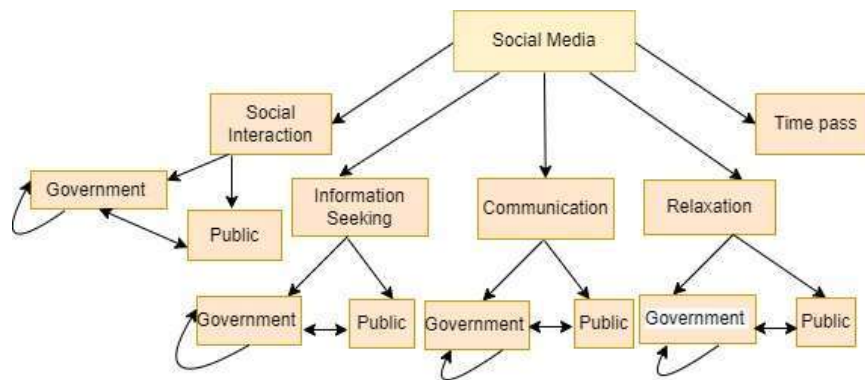 Social Media
Social
Interaction
Time pass
Government
Information
Seeking
Communication
Relaxation
Public
Government
Public
Government
Public
Government
Public